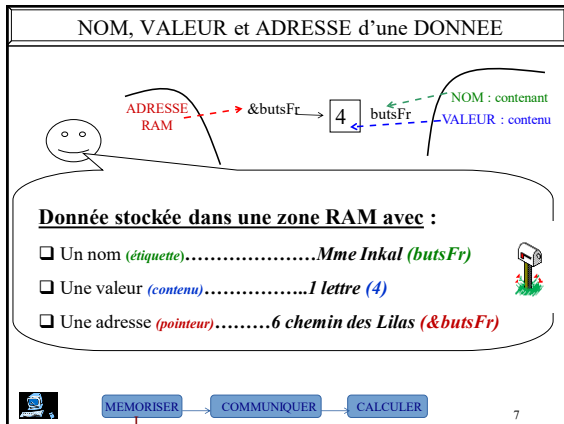 NOM, VALEUR et ADRESSE d'une DONNEE
ADRESSE
RAM
&butsFr
4
butsFr
NOM : contenant
VALEUR : contenu
Donnée stockée dans une zone RAM avec :
❑ Un nom (étiquette)…………………Mme Inkal (butsFr)
❑ Une valeur (contenu)……………..1 lettre (4)
❑ Une adresse (pointeur)………6 chemin des Lilas (&butsFr)
MEMORISER
COMMUNIQUER
CALCULER
7